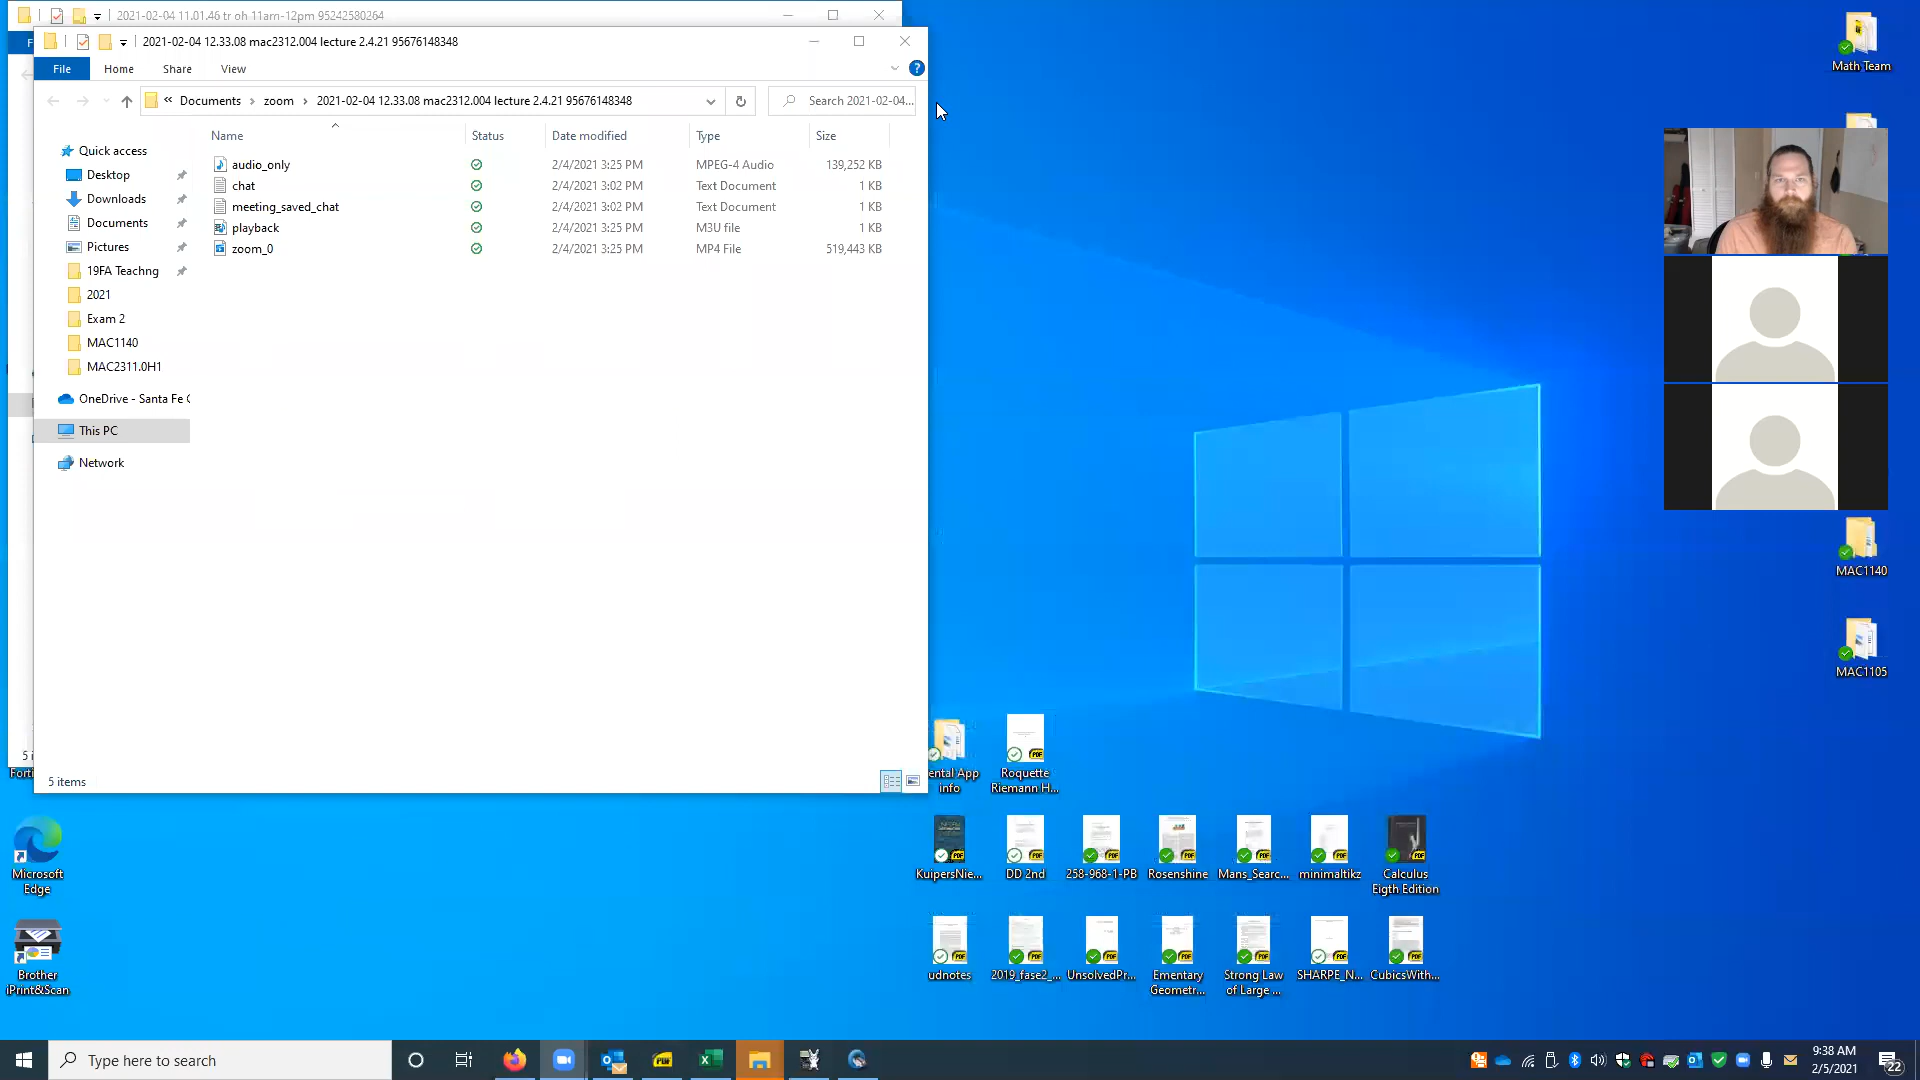 2021-02-04 11.01.46 tr oh 11am-12pm 95242580264
2021-02-04 12.33.08 mac2312.004 lecture 2.4.21 95676148348
File Home Share View
« Documents › zoom › 2021-02-04 12.33.08 mac2312.004 lecture 2.4.21 95676148348
Search 2021-02-04...
Name Status Date modified Type Size
audio_only 2/4/2021 3:25 PM MPEG-4 Audio 139,252 KB
chat 2/4/2021 3:02 PM Text Document 1 KB
meeting_saved_chat 2/4/2021 3:02 PM Text Document 1 KB
playback 2/4/2021 3:25 PM M3U file 1 KB
zoom_0 2/4/2021 3:25 PM MP4 File 519,443 KB
Quick access
Desktop
Downloads
Documents
Pictures
19FA Teachng
2021
Exam 2
MAC1140
MAC2311.0H1
OneDrive - Santa Fe C
This PC
Network
5 items
5 i
Forti
Math Team
MAC1140
MAC1105
ental App
info
Roquette
Riemann H...
Microsoft
Edge
KuipersNie...
DD 2nd
258-968-1-PB
Rosenshine
Mans_Searc...
minimaltikz
Calculus
Eigth Edition
Brother
iPrint&Scan
udnotes
2019_fase2_...
UnsolvedPr...
Ementary
Geometr...
Strong Law
of Large ...
SHARPE_N...
CubicsWith...
Type here to search
9:38 AM
2/5/2021
22